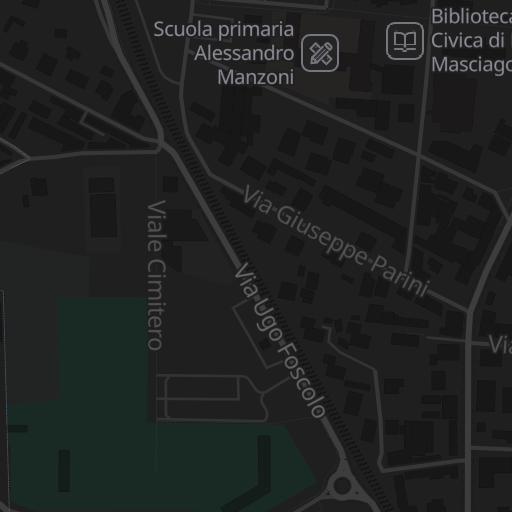 Scuola primaria
Alessandro
Manzoni
Biblioteca
Civica di
Masciago
Via Giuseppe Parini
Viale Cimitero
Via Ugo Foscolo
Via